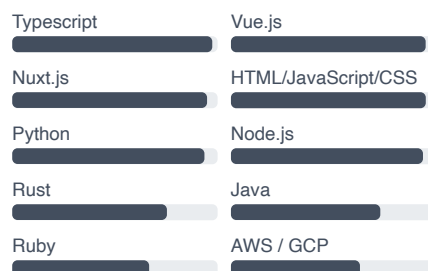 Typescript Vue.js
Nuxt.js HTML/JavaScript/CSS
Python Node.js
Rust Java
Ruby AWS / GCP